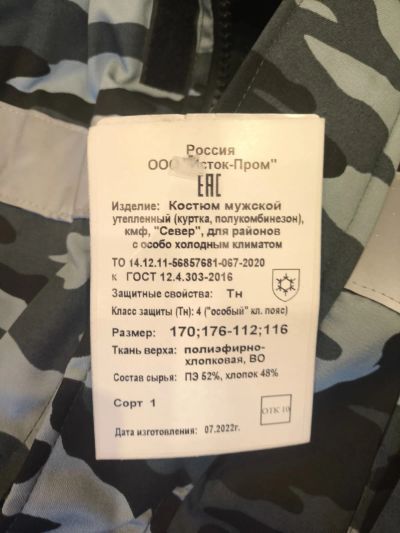 Россия
ООО "Исток-Пром"
ЕАС
Изделие: Костюм мужской
утепленный (куртка, полукомбинезон),
кмф, "Север", для районов
с особо холодным климатом
ТО 14.12.11-56857681-067-2020
к ГОСТ 12.4.303-2016
Защитные свойства: Тн
Класс защиты (Тн): 4 ("особый" кл. пояс)
Размер: 170;176-112;116
Ткань верха: полиэфирно-
хлопковая, ВО
Состав сырья: ПЭ 52%, хлопок 48%
Сорт 1
ОТК 10
Дата изготовления: 07.2022г.